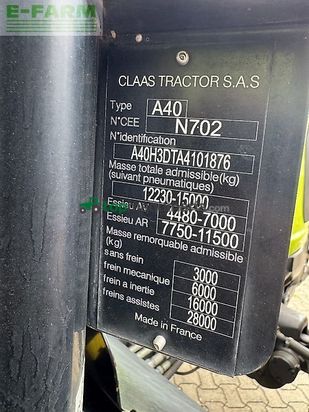 E-FARM
CLAAS TRACTOR S.A.S
Type A40
N°CEE N702
N°identification
A40H3DTA4101876
Masse totale admissible(kg)
(suivant pneumatiques)
12230-15000
Essieu AV 4480-7000
Essieu AR 7750-11500
Masse remorquable admissible
(kg)
sans frein 3000
frein mecanique 6000
frein a inertie 16000
freins assistes 28000
Made in France